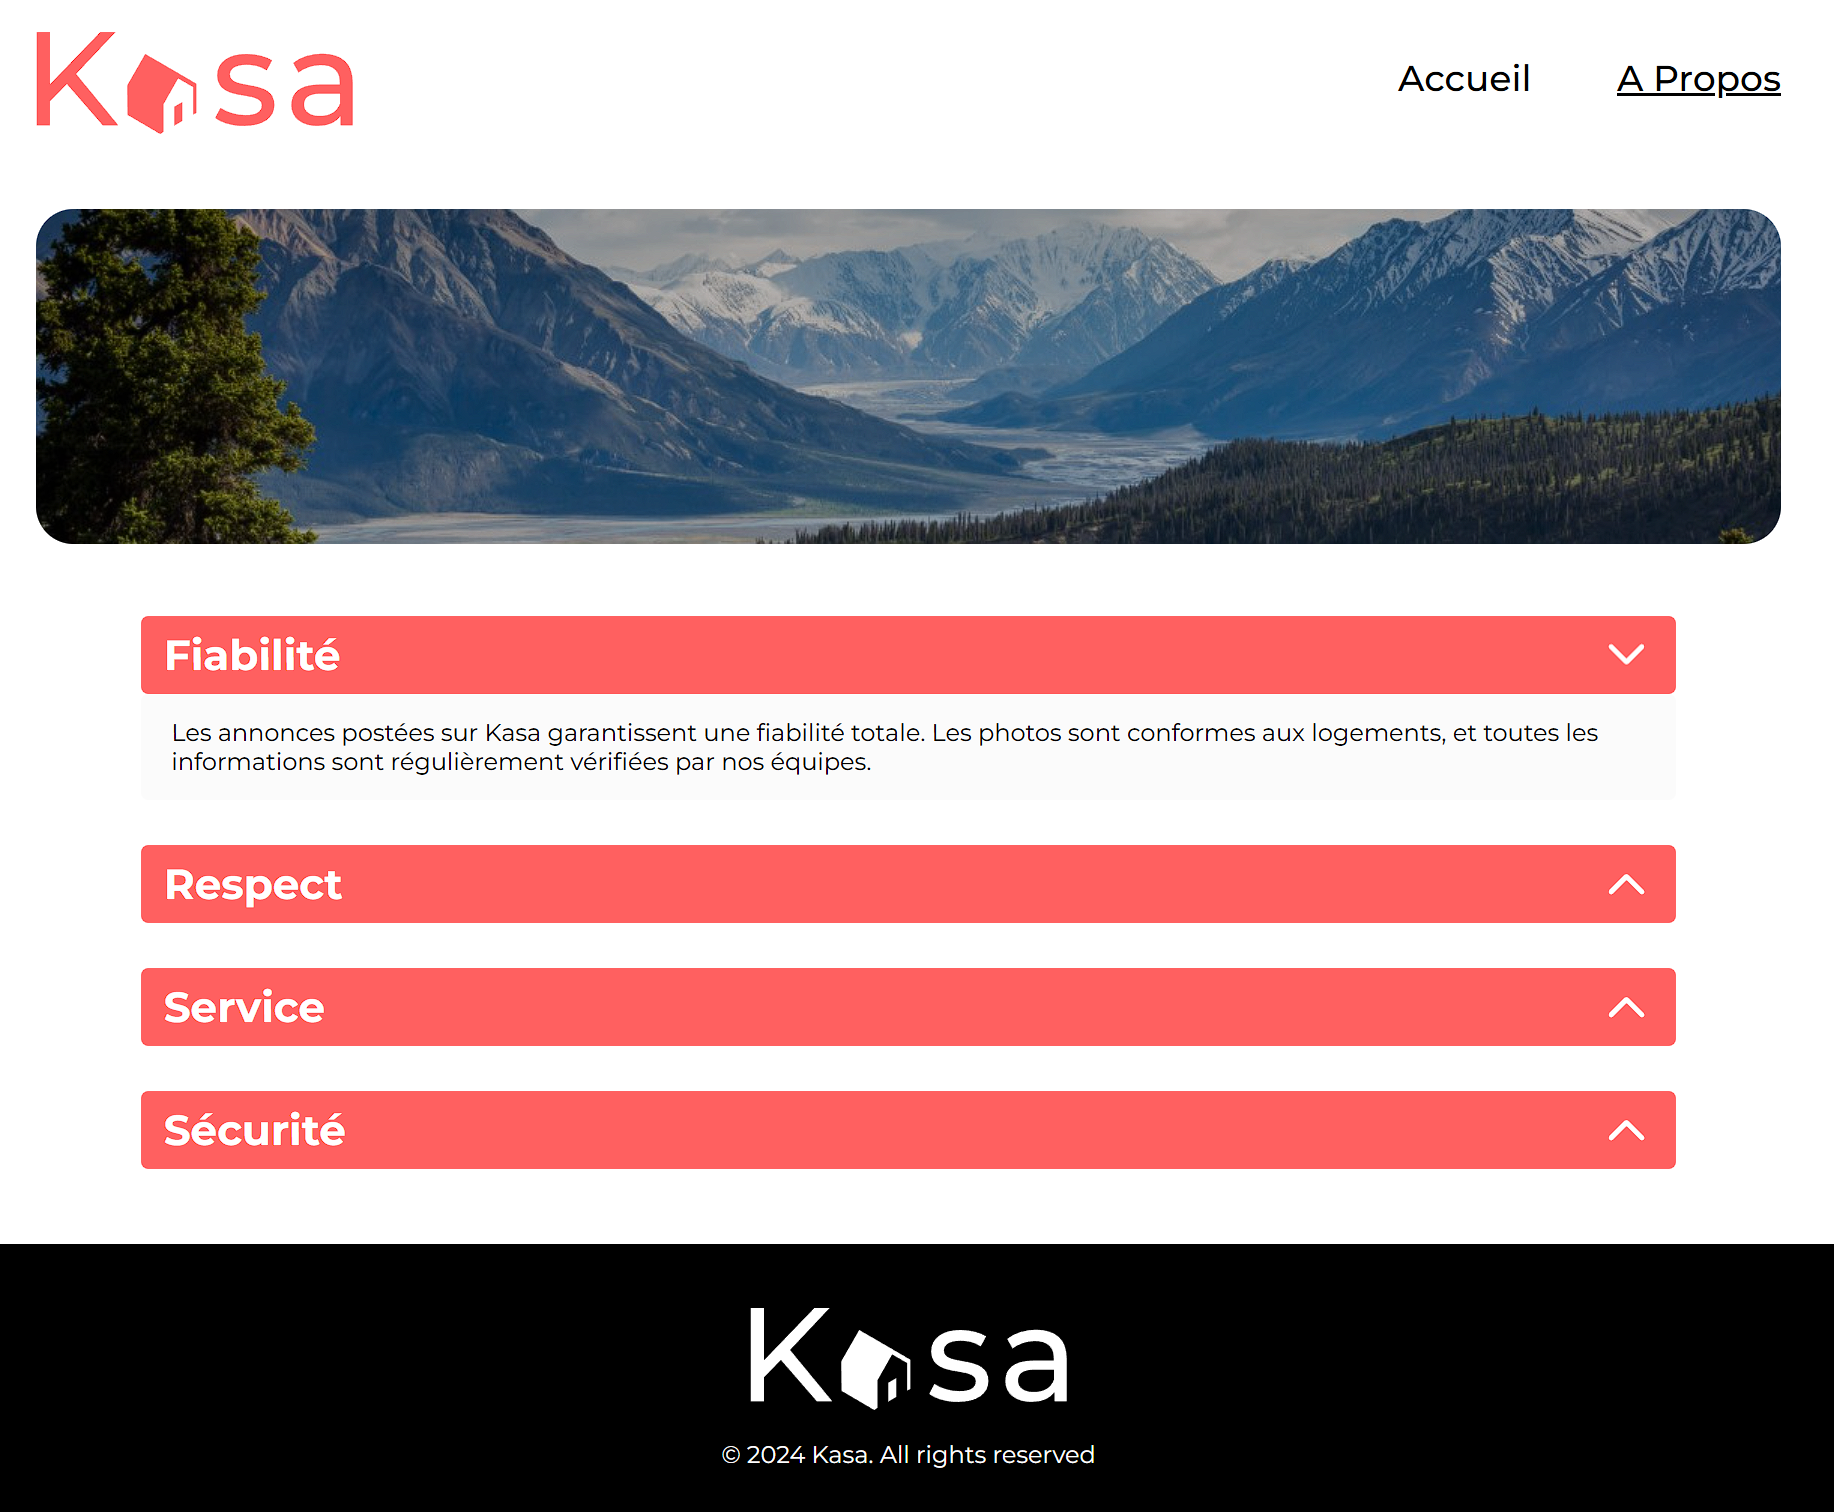 Kasa
Accueil
A Propos
Fiabilité
Les annonces postées sur Kasa garantissent une fiabilité totale. Les photos sont conformes aux logements, et toutes les
informations sont régulièrement vérifiées par nos équipes.
Respect
Service
Sécurité
Kasa
© 2024 Kasa. All rights reserved